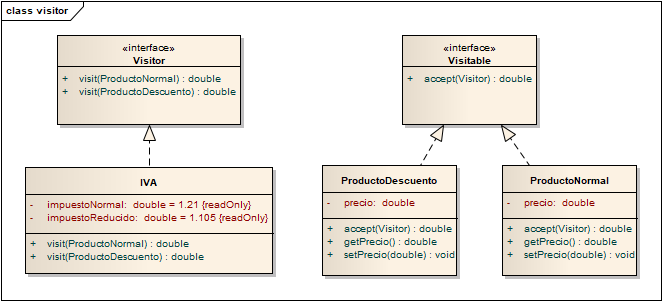 class visitor
«interface»
Visitor
+ visit(ProductoNormal) : double
+ visit(ProductoDescuento) : double
«interface»
Visitable
+ accept(Visitor) : double
IVA
- impuestoNormal: double = 1.21 {readOnly}
- impuestoReducido: double = 1.105 {readOnly}
+ visit(ProductoNormal) : double
+ visit(ProductoDescuento) : double
ProductoDescuento
- precio: double
+ accept(Visitor) : double
+ getPrecio() : double
+ setPrecio(double) : void
ProductoNormal
- precio: double
+ accept(Visitor) : double
+ getPrecio() : double
+ setPrecio(double) : void